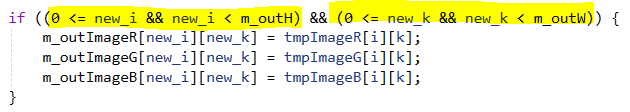 if ((0 <= new_i && new_i < m_outH) && (0 <= new_k && new_k < m_outW)) {
    m_outImageR[new_i][new_k] = tmpImageR[i][k];
    m_outImageG[new_i][new_k] = tmpImageG[i][k];
    m_outImageB[new_i][new_k] = tmpImageB[i][k];
}